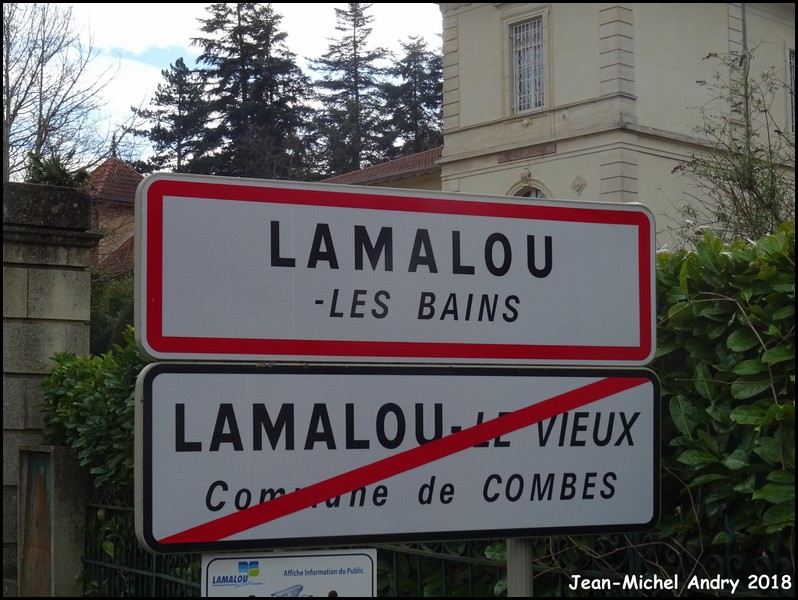 LAMALOU
-LES BAINS
LAMALOU-LE VIEUX
Commune de COMBES
LAMALOU
Affiche Information du Public
Jean-Michel Andry 2018